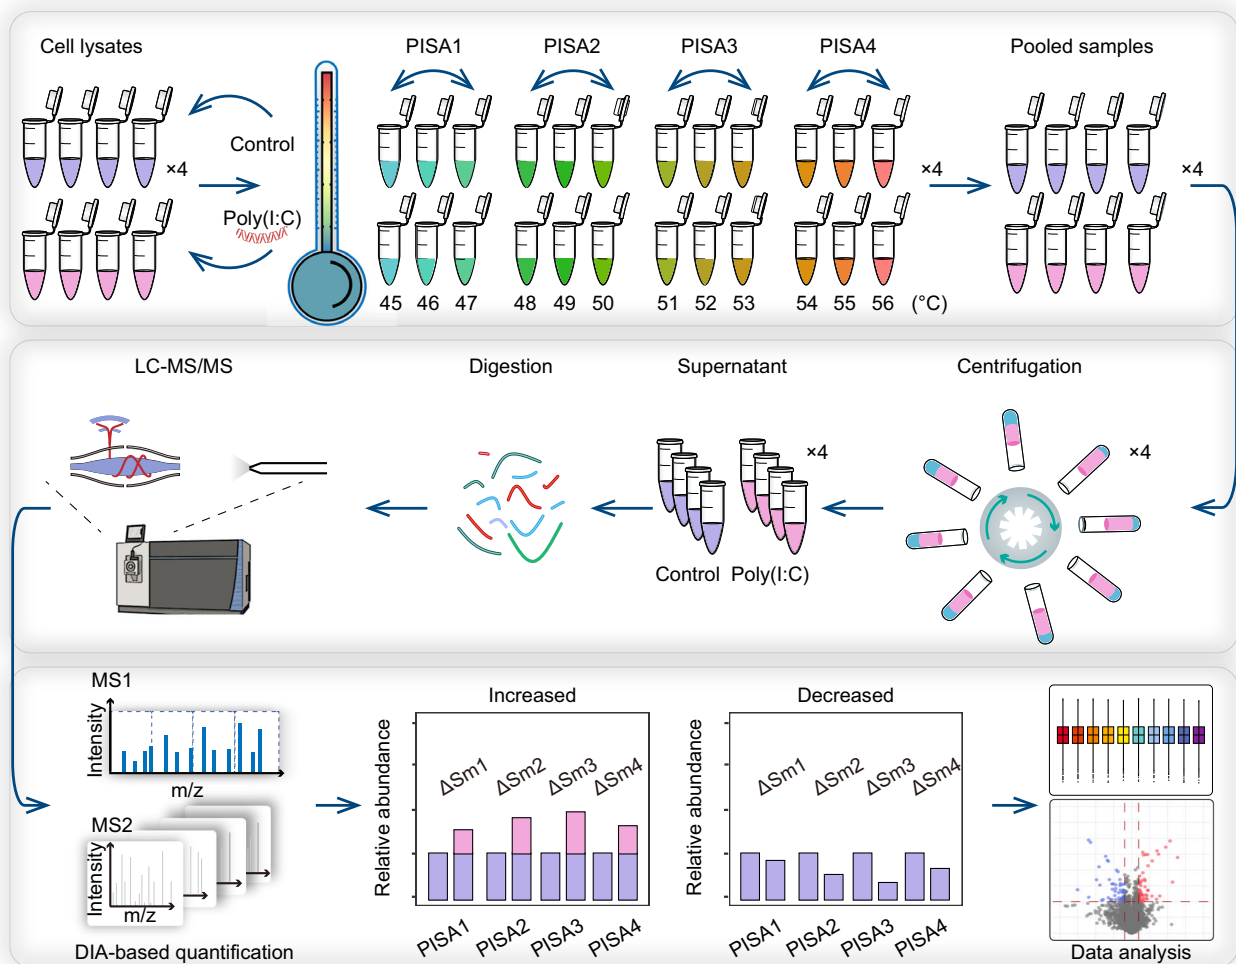 Cell lysates
PISA1
PISA2
PISA3
PISA4
Pooled samples
Control
×4
Poly(I:C)
×4
×4
45
46
47
48
49
50
51
52
53
54
55
56
(°C)
LC-MS/MS
Digestion
Supernatant
Centrifugation
×4
×4
Control
Poly(I:C)
MS1
Intensity
m/z
MS2
Intensity
m/z
DIA-based quantification
Increased
Relative abundance
ΔSm1
ΔSm2
ΔSm3
ΔSm4
PISA1
PISA2
PISA3
PISA4
Decreased
Relative abundance
ΔSm1
ΔSm2
ΔSm3
ΔSm4
PISA1
PISA2
PISA3
PISA4
Data analysis